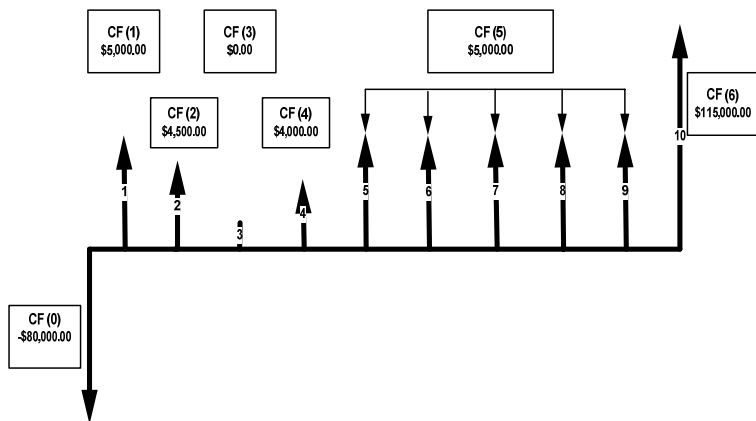 CF (1)
$5,000.00
CF (3)
$0.00
CF (5)
$5,000.00
CF (2)
$4,500.00
CF (4)
$4,000.00
CF (6)
$115,000.00
1
2
3
4
5
6
7
8
9
10
CF (0)
-$80,000.00